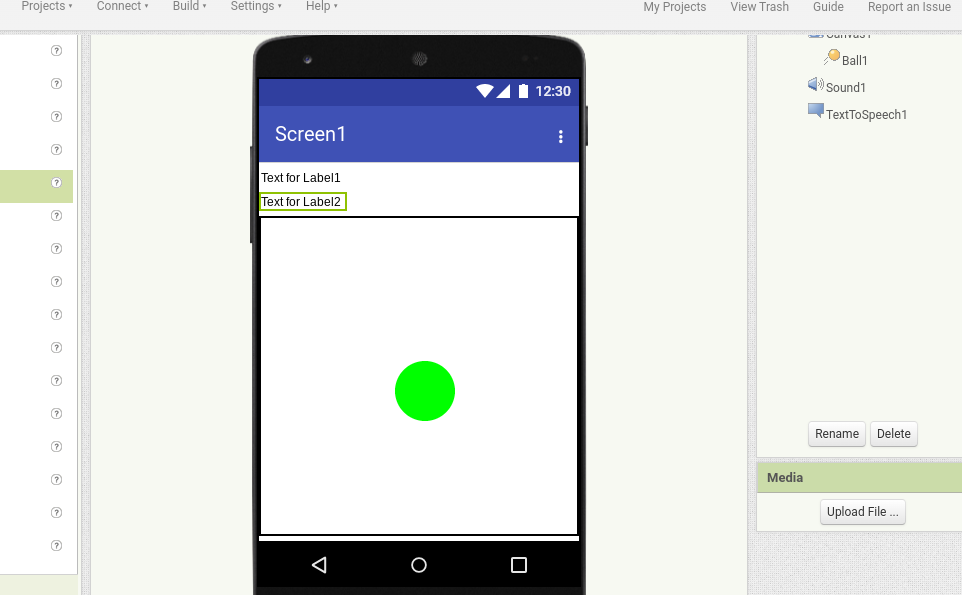 Projects ▾ Connect ▾ Build ▾ Settings ▾ Help ▾ My Projects View Trash Guide Report an Issue
Canvas1
Ball1
Sound1
TextToSpeech1
12:30
Screen1
Text for Label1
Text for Label2
Rename Delete
Media
Upload File ...